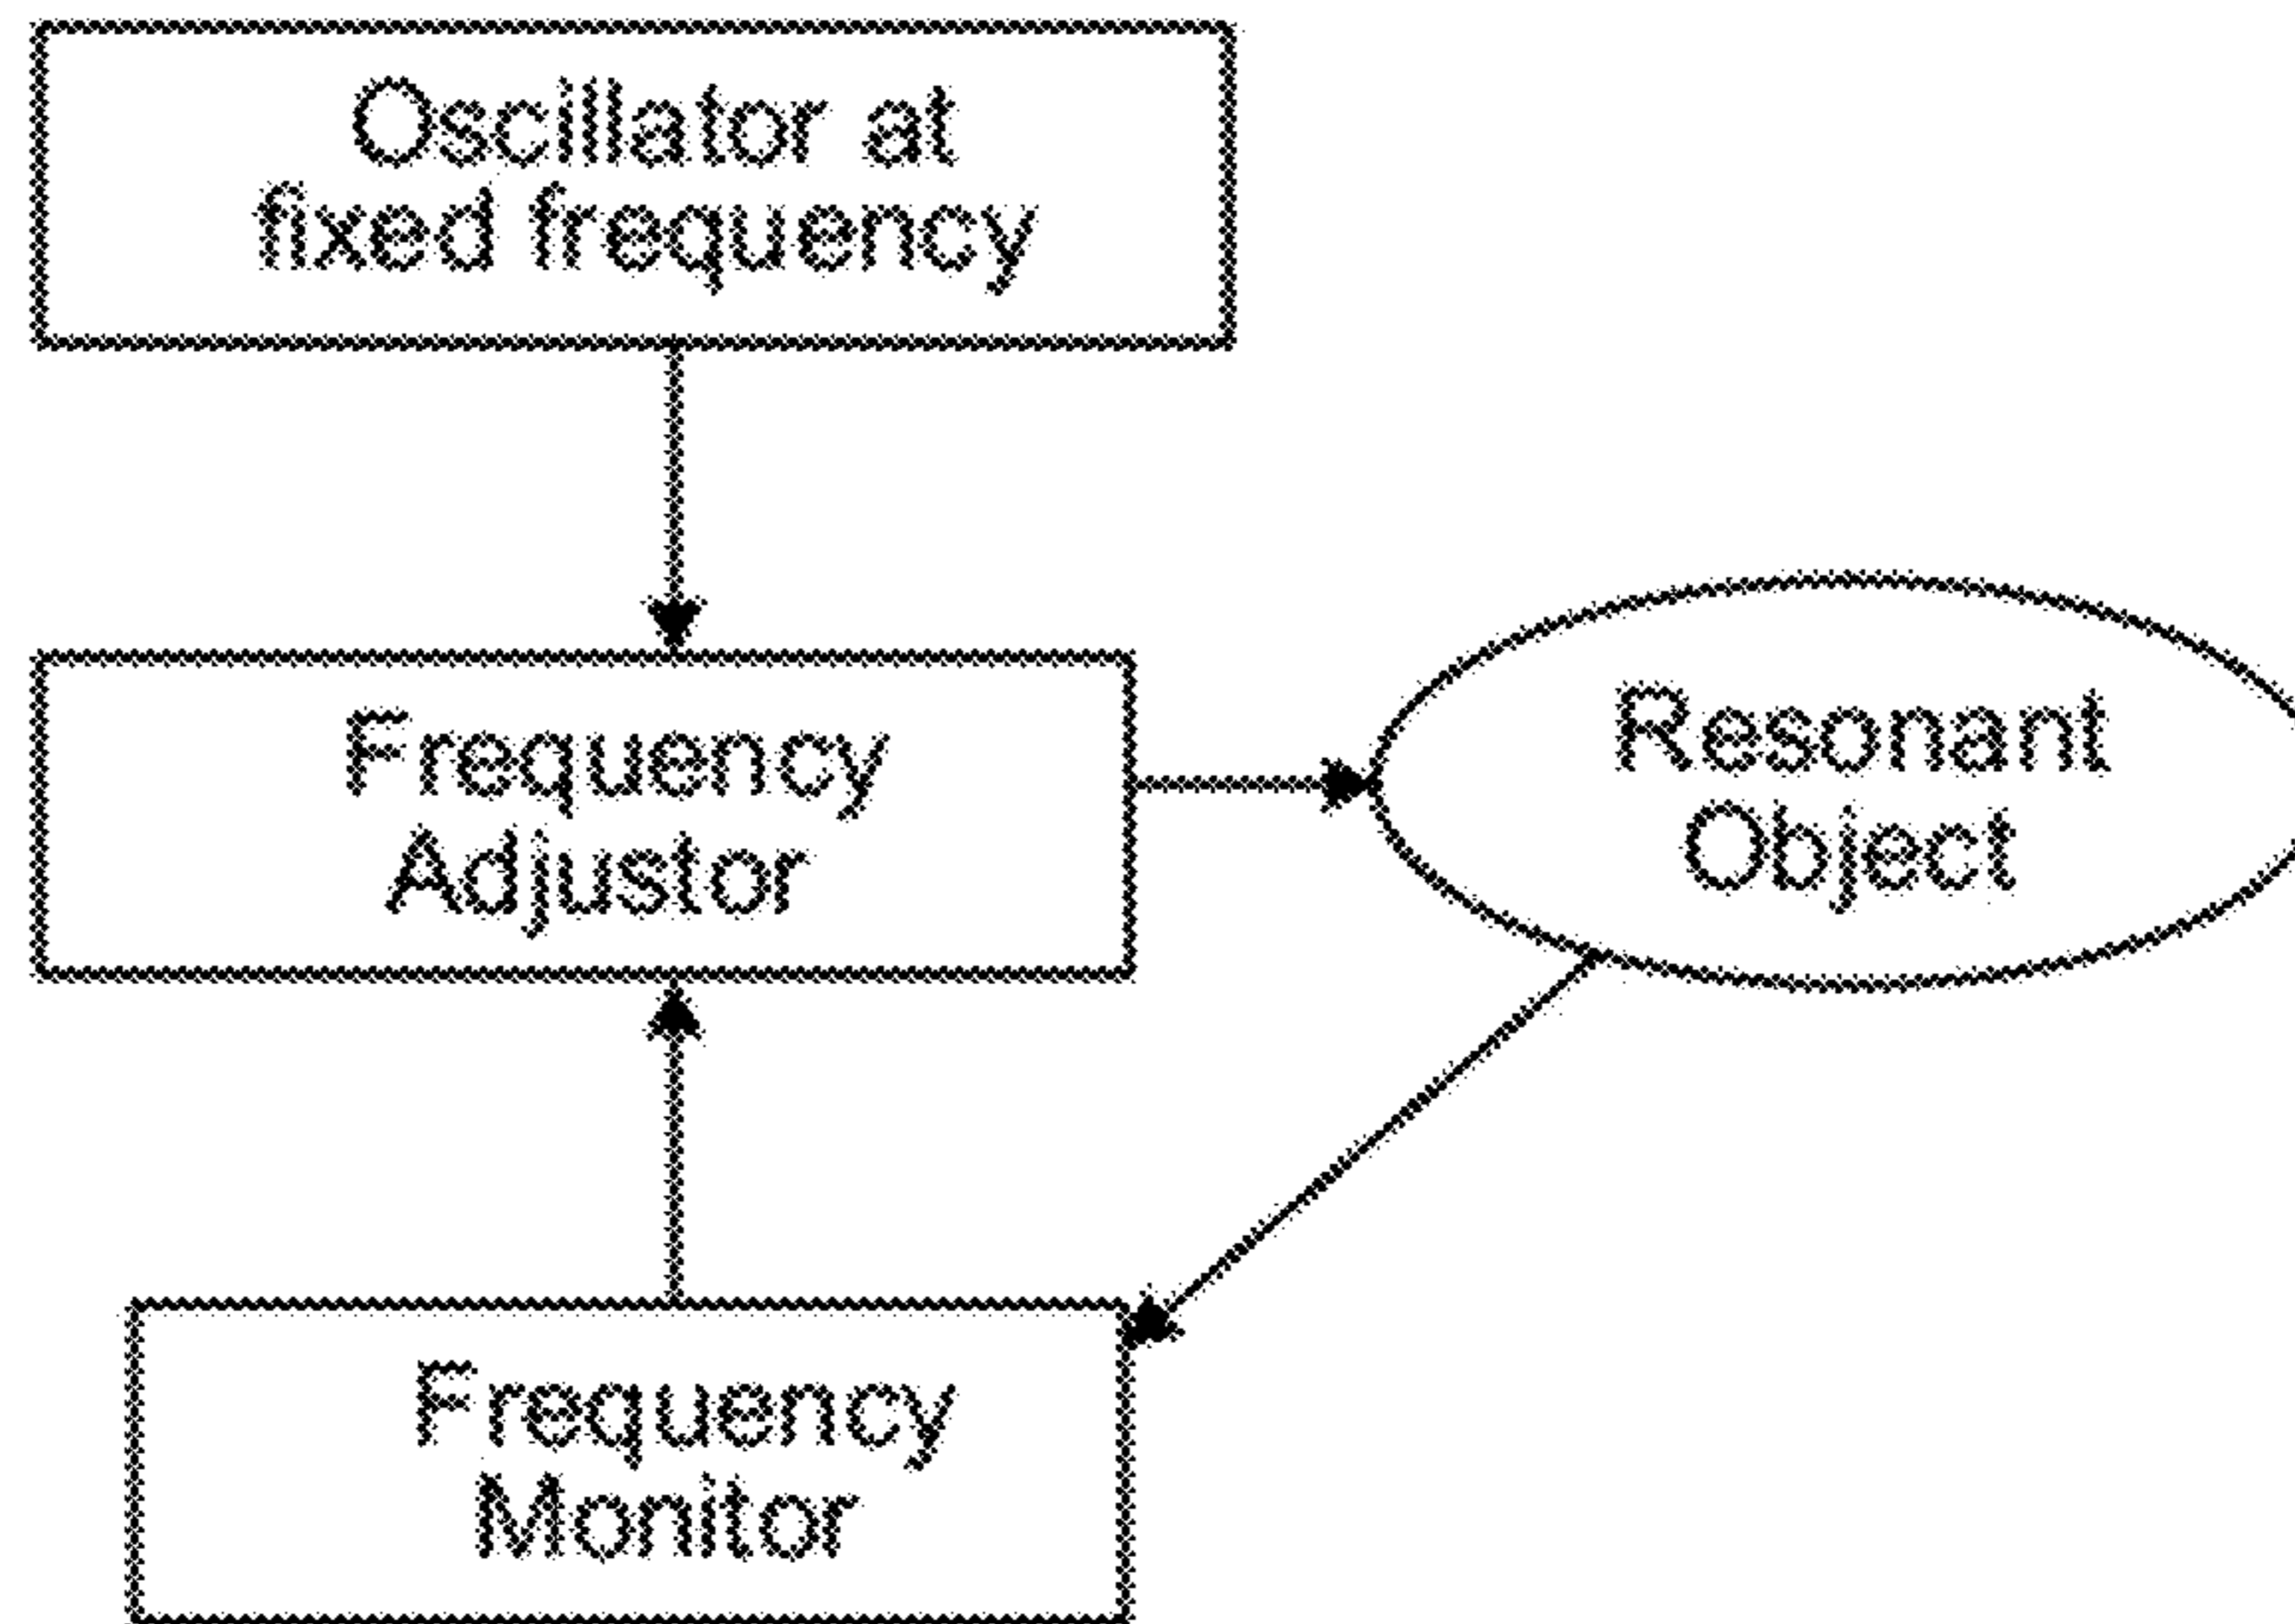 Oscillator at
fixed frequency
Frequency
Adjustor
Resonant
Object
Frequency
Monitor